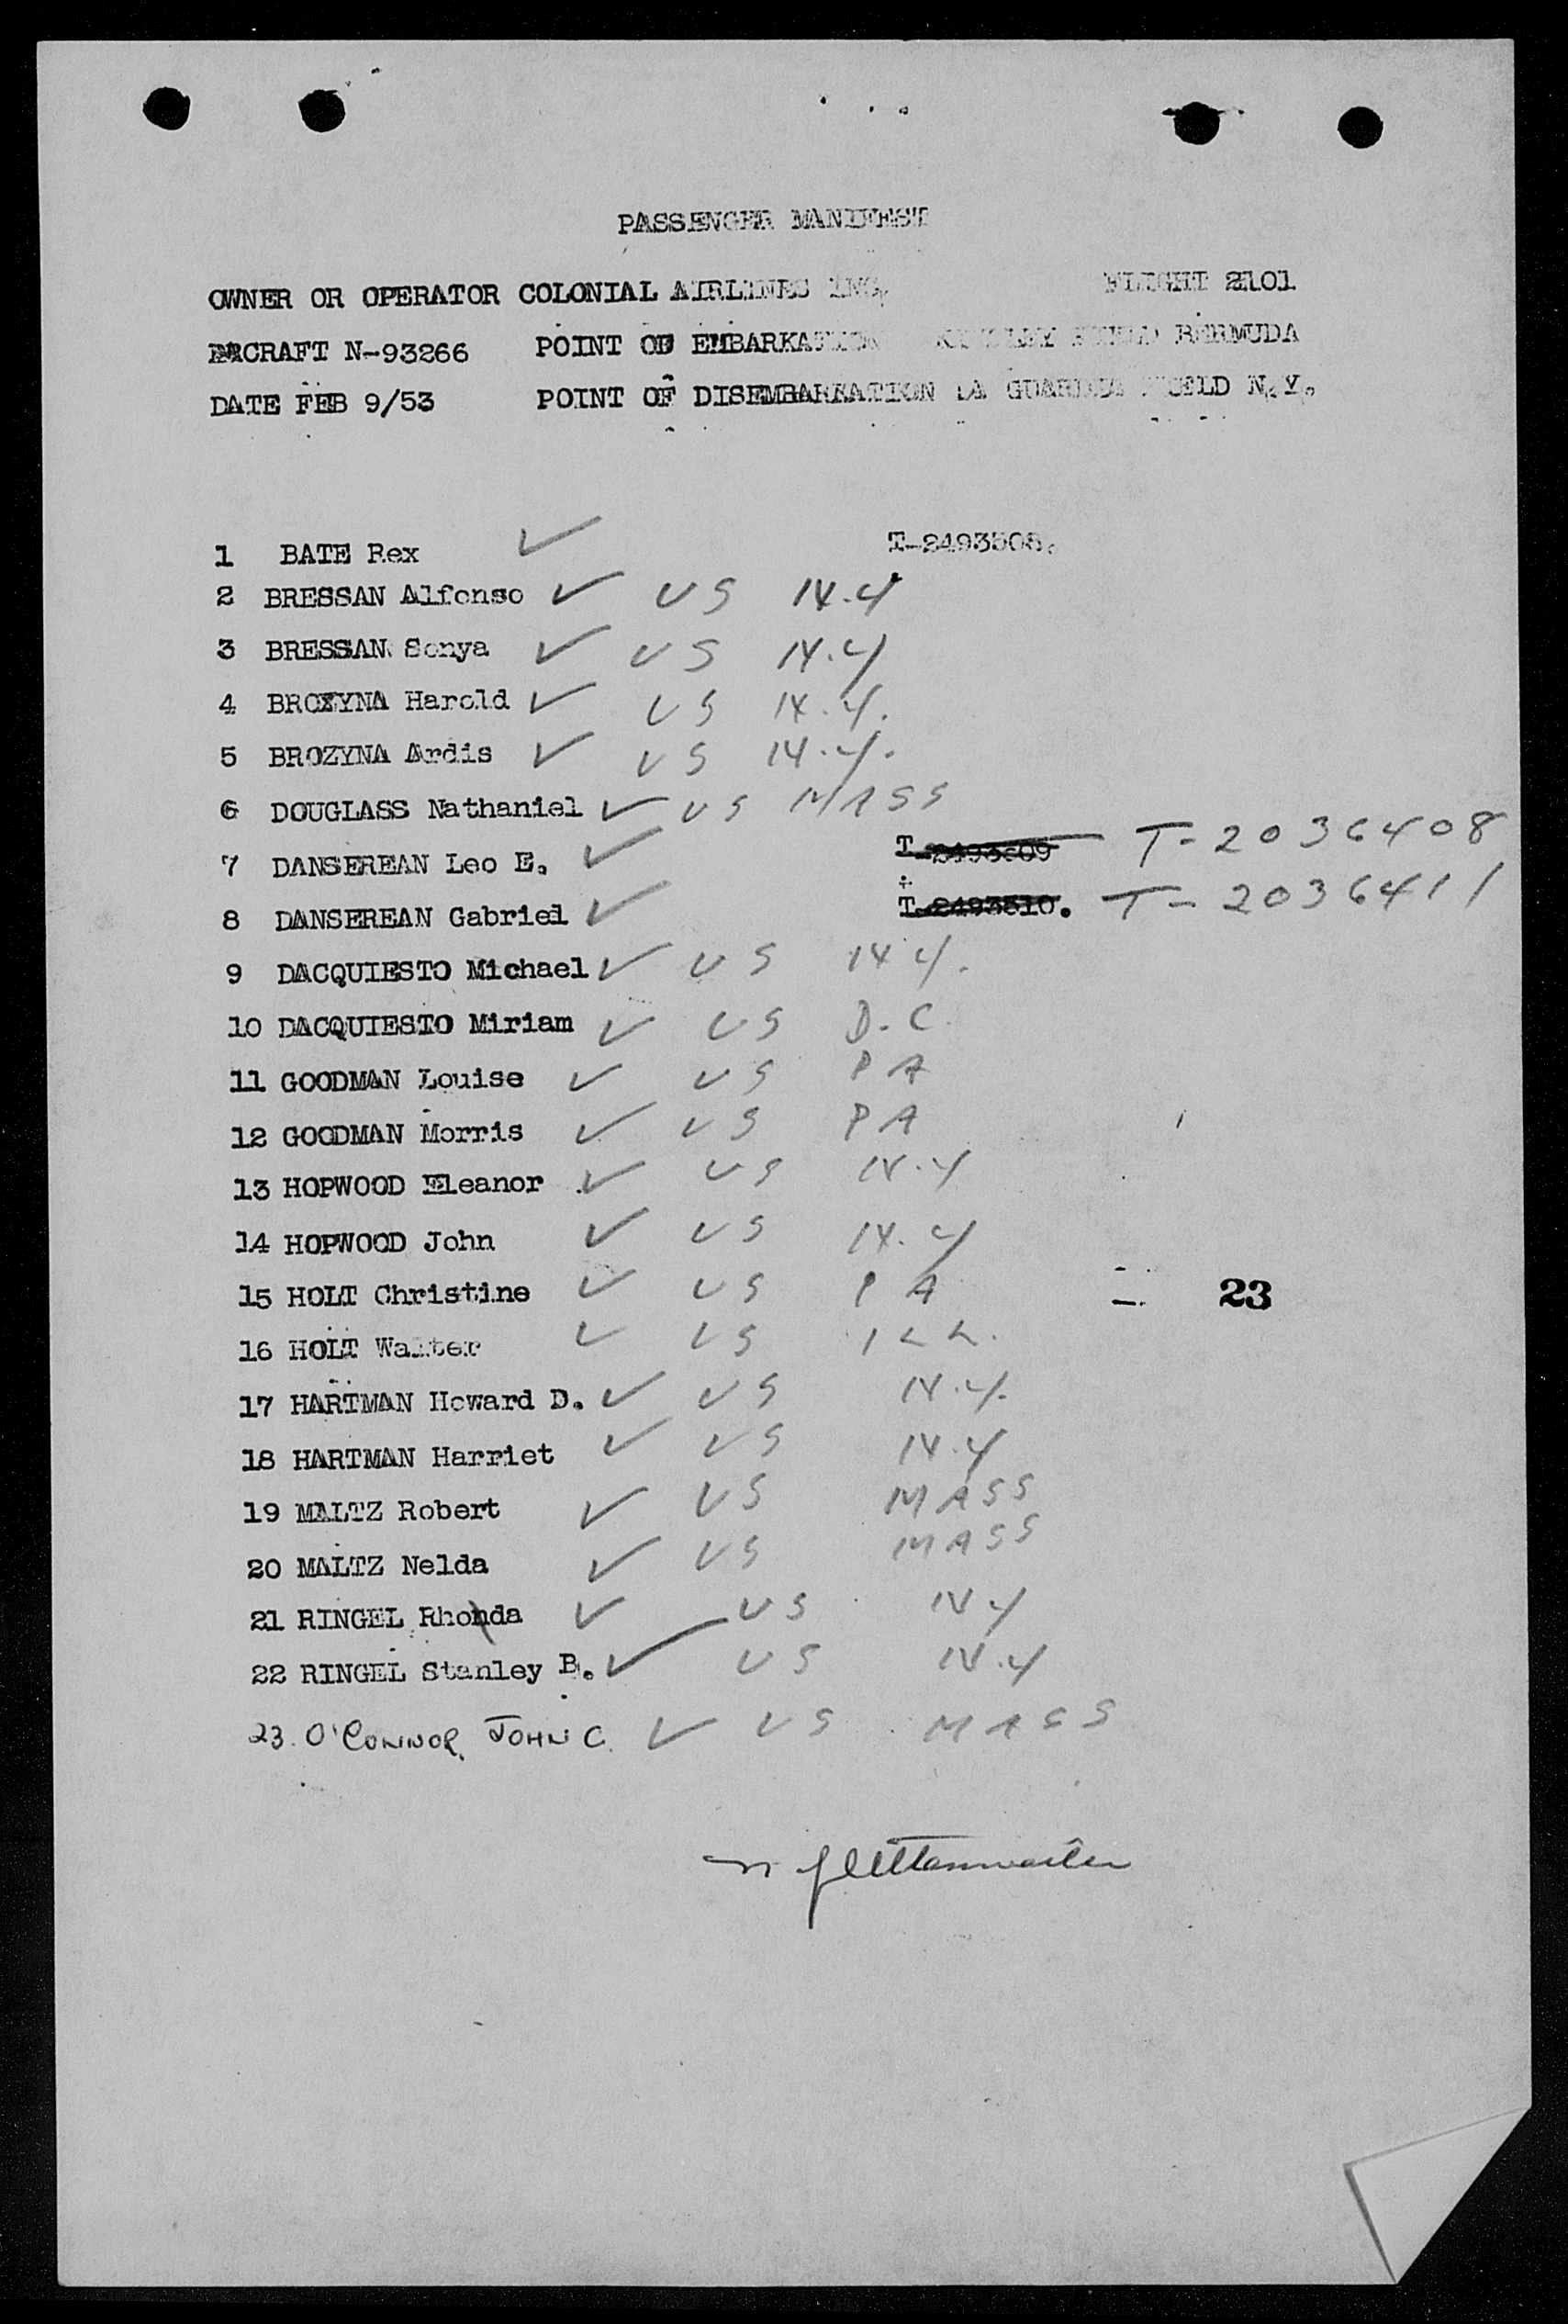 PASSENGER MANIFEST
OWNER OR OPERATOR COLONIAL AIRLINES INC. FLIGHT 2101
AIRCRAFT N-93266 POINT OF EMBARKATION KINDLEY FIELD BERMUDA
DATE FEB 9/53 POINT OF DISEMBARKATION LA GUARDIA FIELD N.Y.
1 BATE Rex ✓ T-2493508.
2 BRESSAN Alfonso ✓ US N.Y
3 BRESSAN Sonya ✓ US N.Y
4 BROZYNA Harold ✓ US N.Y.
5 BROZYNA Ardis ✓ US N.Y.
6 DOUGLASS Nathaniel ✓ US MASS
7 DANSEREAN Leo E. ✓ T-2493509 T-2036408
8 DANSEREAN Gabriel ✓ T-2493510. T-2036411
9 DACQUIESTO Michael ✓ US N Y.
10 DACQUIESTO Miriam ✓ US D.C.
11 GOODMAN Louise ✓ US PA
12 GOODMAN Morris ✓ US PA
13 HOPWOOD Eleanor ✓ US N.Y
14 HOPWOOD John ✓ US N.Y
15 HOLT Christine ✓ US PA — 23
16 HOLT Walter ✓ US ILL.
17 HARTMAN Howard D. ✓ US N.Y.
18 HARTMAN Harriet ✓ US N.Y
19 MALTZ Robert ✓ US MASS
20 MALTZ Nelda ✓ US MASS
21 RINGEL Rhonda ✓ US N Y
22 RINGEL Stanley B. ✓ US N.Y
23. O'CONNOR, JOHN C. ✓ US MASS